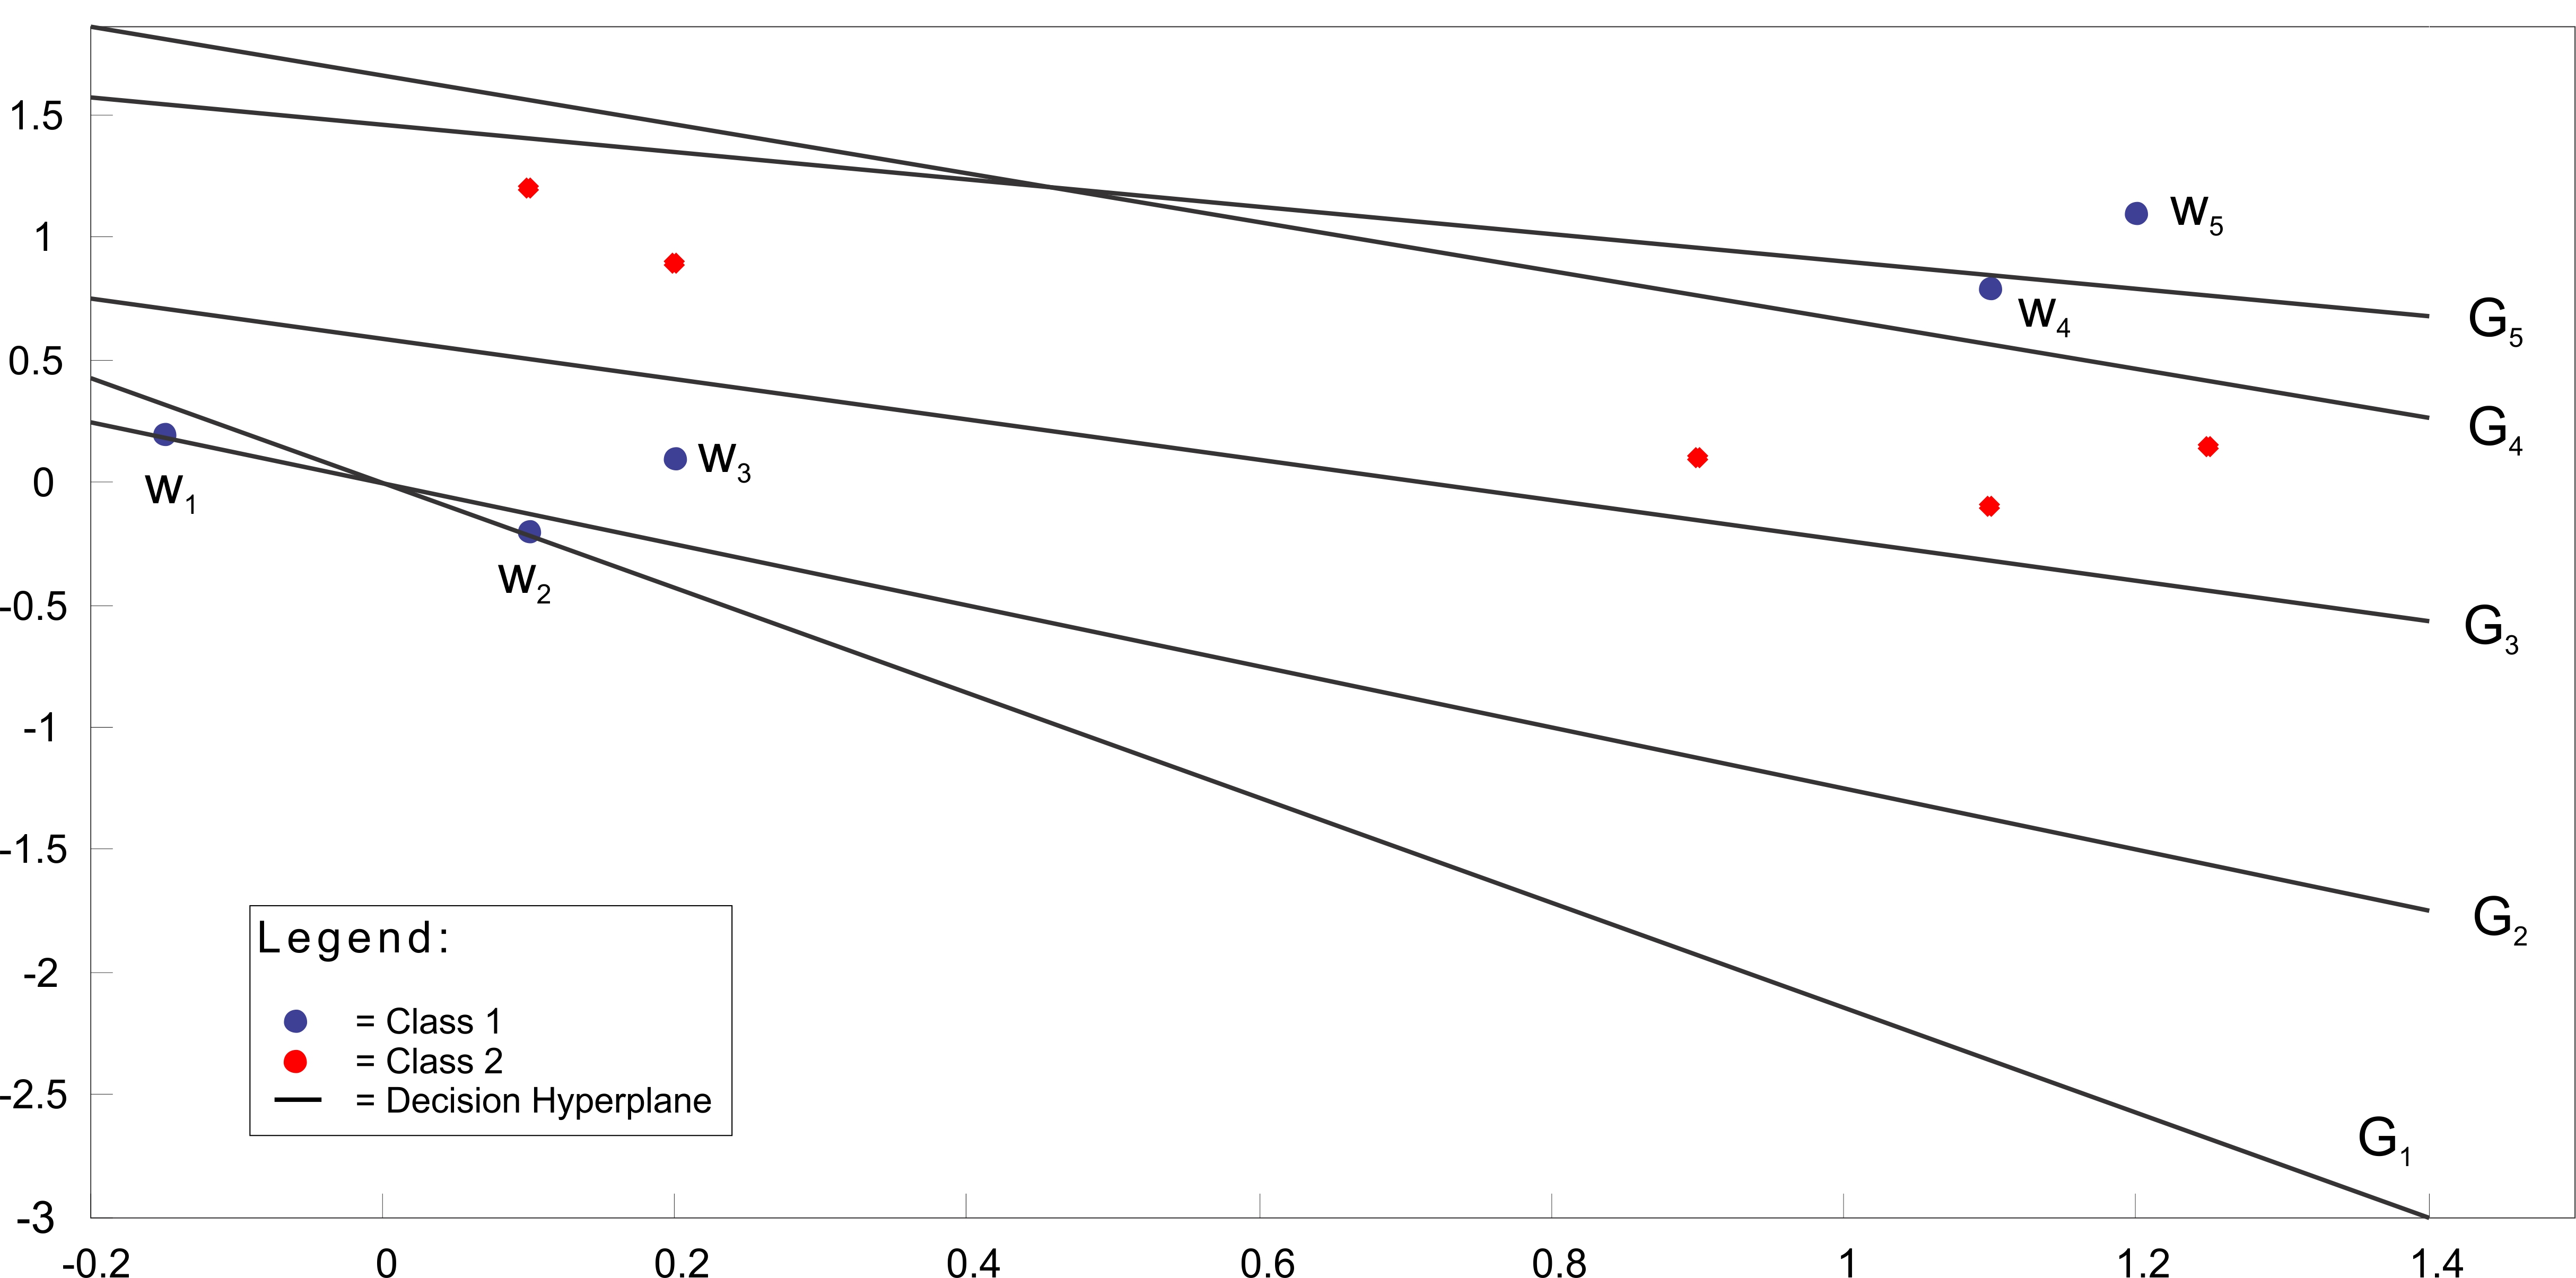 1.5
1
0.5
0
-0.5
-1
-1.5
-2
-2.5
-3
-0.2
0
0.2
0.4
0.6
0.8
1
1.2
1.4
w5
w4
w3
w1
w2
G5
G4
G3
G2
G1
Legend:
= Class 1
= Class 2
= Decision Hyperplane